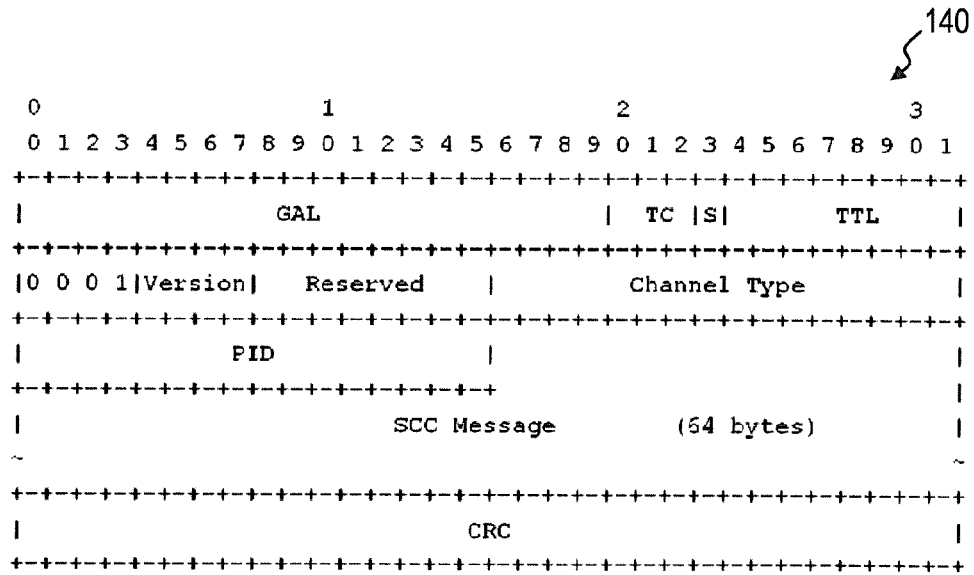 140
0 1 2 3
0 1 2 3 4 5 6 7 8 9 0 1 2 3 4 5 6 7 8 9 0 1 2 3 4 5 6 7 8 9 0 1
+-+-+-+-+-+-+-+-+-+-+-+-+-+-+-+-+-+-+-+-+-+-+-+-+-+-+-+-+-+-+-+-+
| GAL | TC |S| TTL |
+-+-+-+-+-+-+-+-+-+-+-+-+-+-+-+-+-+-+-+-+-+-+-+-+-+-+-+-+-+-+-+-+
|0 0 0 1|Version| Reserved | Channel Type |
+-+-+-+-+-+-+-+-+-+-+-+-+-+-+-+-+-+-+-+-+-+-+-+-+-+-+-+-+-+-+-+-+
| PID | |
+-+-+-+-+-+-+-+-+-+-+-+-+-+-+-+-+ |
| SCC Message (64 bytes) |
~ ~
+-+-+-+-+-+-+-+-+-+-+-+-+-+-+-+-+-+-+-+-+-+-+-+-+-+-+-+-+-+-+-+-+
| CRC |
+-+-+-+-+-+-+-+-+-+-+-+-+-+-+-+-+-+-+-+-+-+-+-+-+-+-+-+-+-+-+-+-+